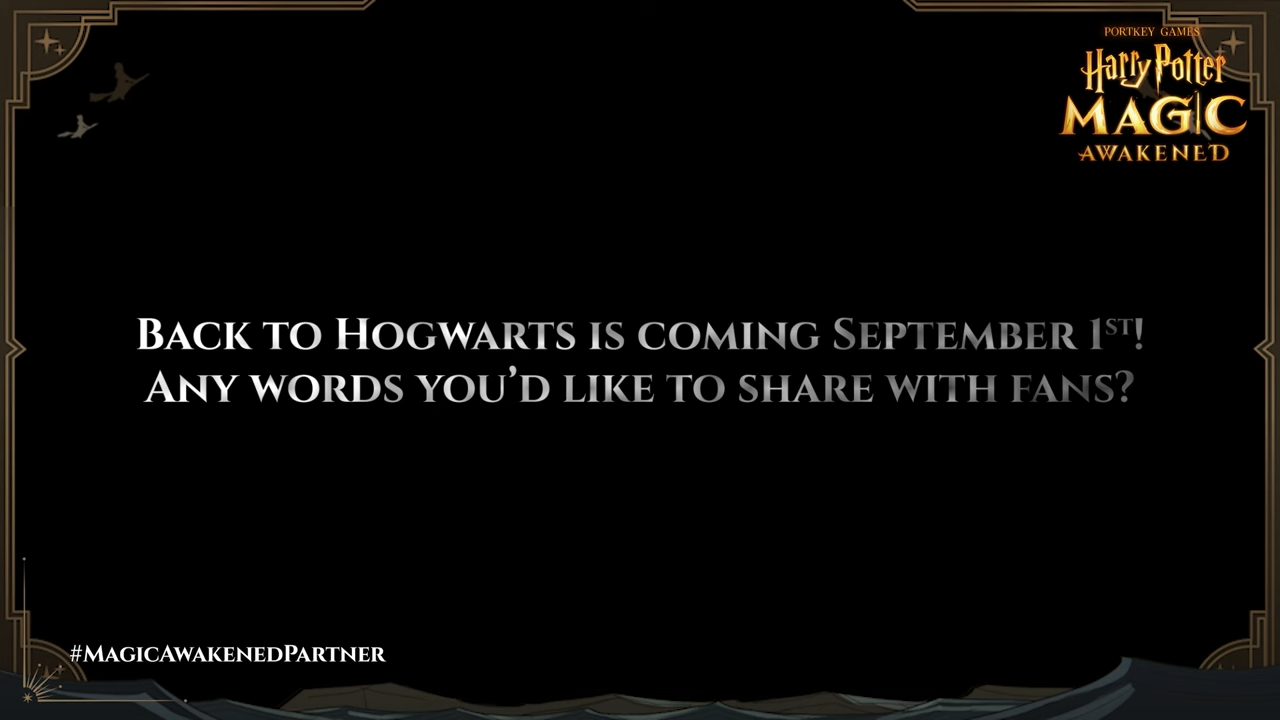 PORTKEY GAMES
Harry Potter
MAGIC
AWAKENED
Back to Hogwarts is coming September 1st!
Any words you’d like to share with fans?
#MagicAwakenedPartner